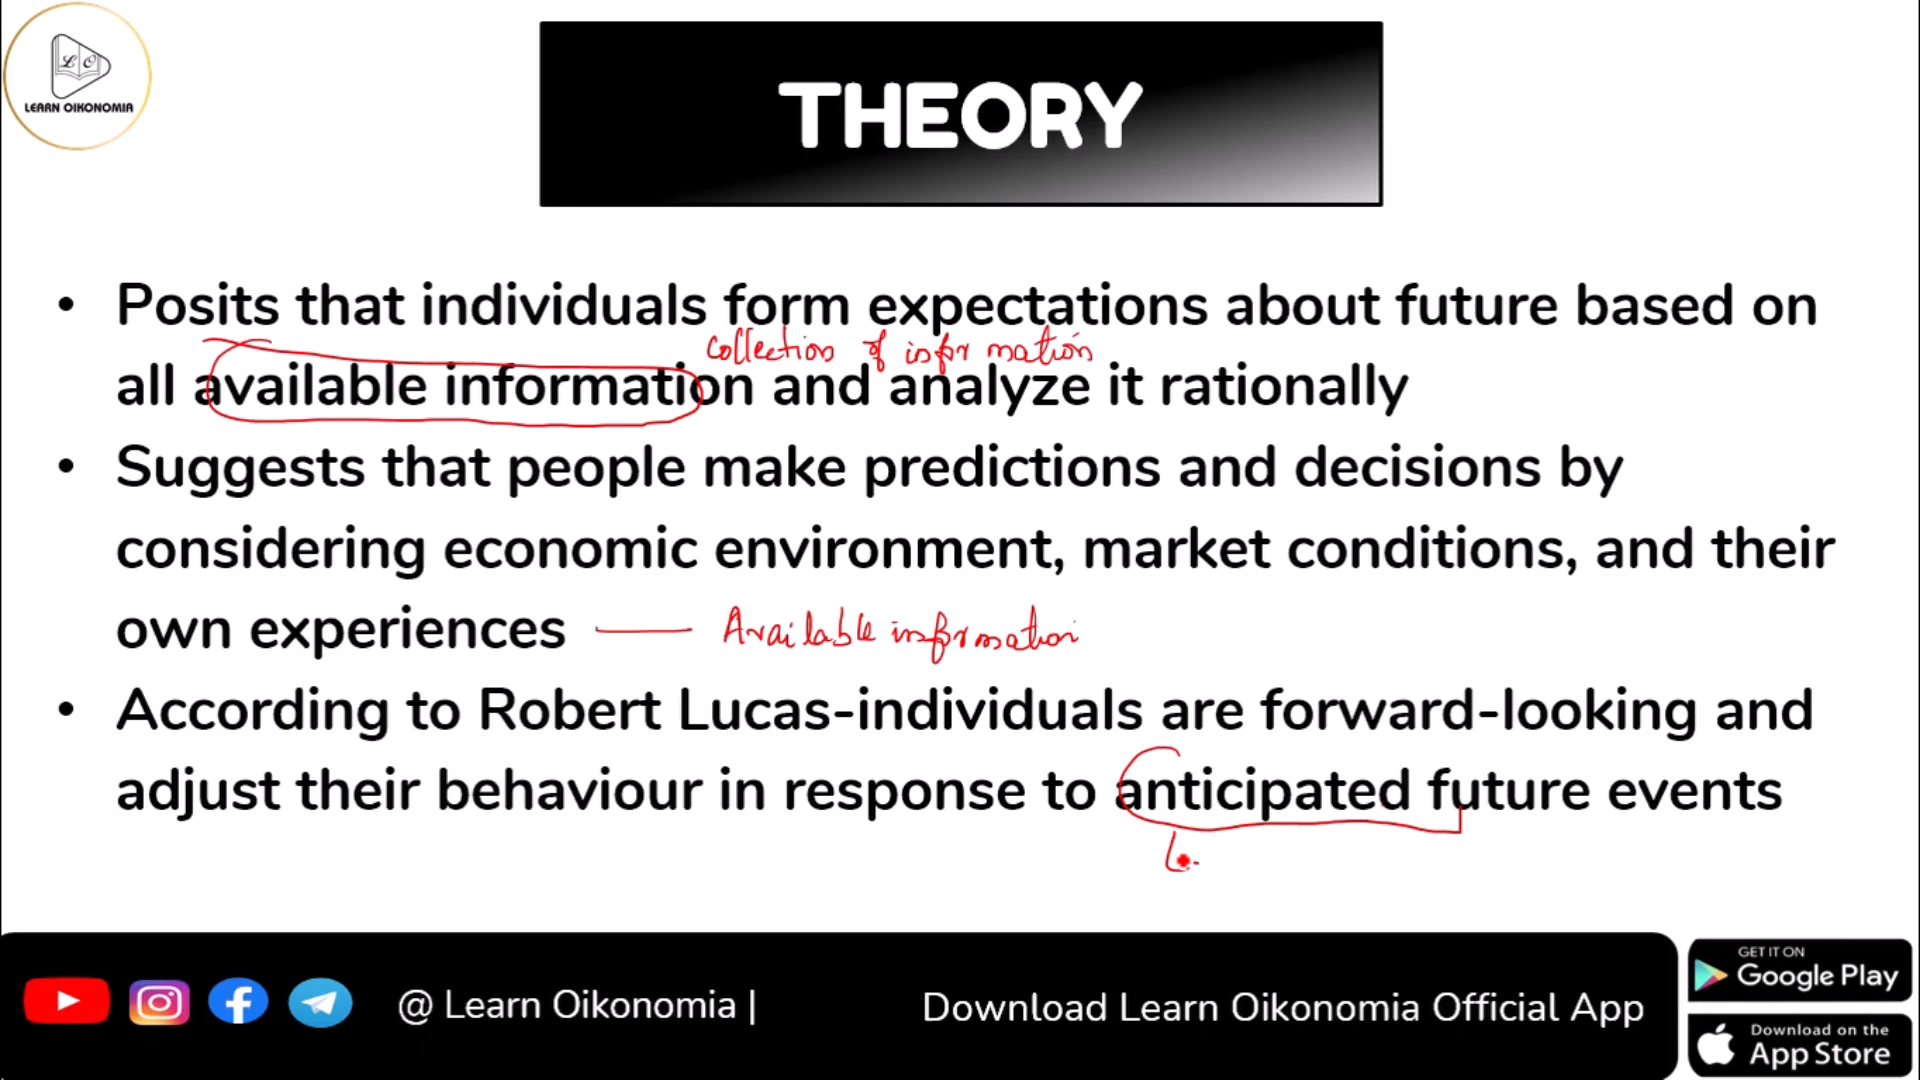 L O
LEARN OIKONOMIA
THEORY
• Posits that individuals form expectations about future based on
collection of information
all available information and analyze it rationally
• Suggests that people make predictions and decisions by
considering economic environment, market conditions, and their
own experiences — Available information
• According to Robert Lucas-individuals are forward-looking and
adjust their behaviour in response to anticipated future events
@ Learn Oikonomia |
Download Learn Oikonomia Official App
GET IT ON
Google Play
Download on the
App Store